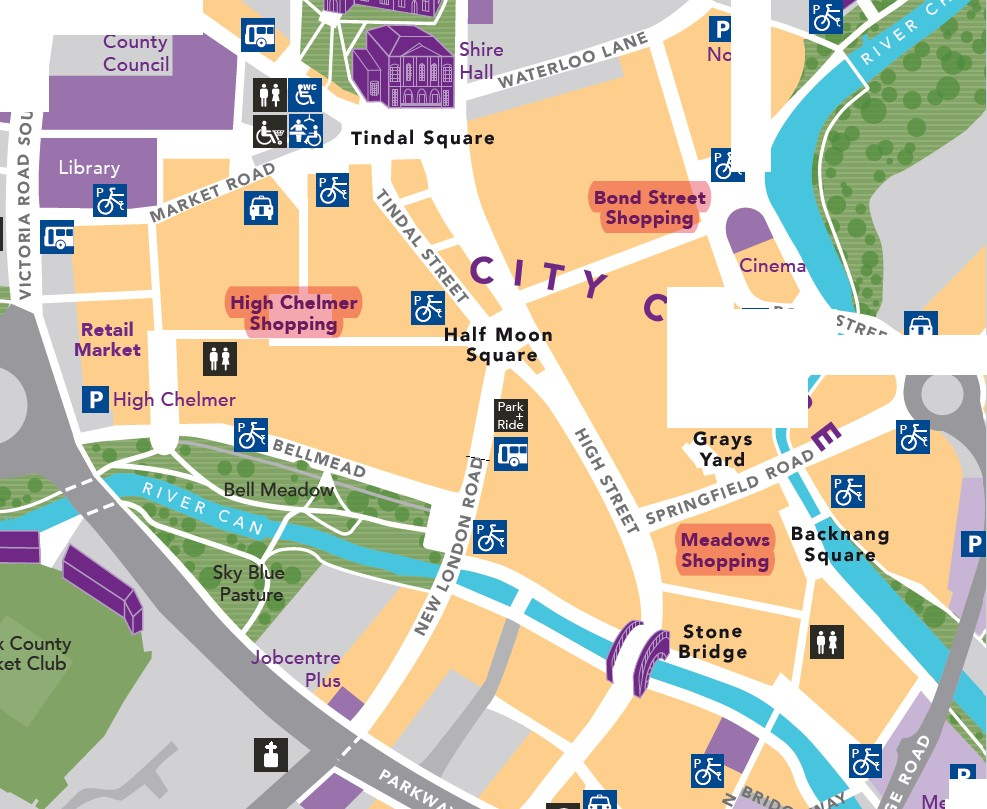 County
Council
P
No
RIVER CH
Shire
Hall
WATERLOO LANE
WC
Tindal Square
Library
P
P
P
P
MARKET ROAD
VICTORIA ROAD SOU
TINDAL STREET
Bond Street
Shopping
Cinema
CITY C
High Chelmer
Shopping
P
STREE
Half Moon
Square
Retail
Market
P High Chelmer
Park
+
Ride
P
BELLMEAD
HIGH STREET
Grays
Yard
E
P
SPRINGFIELD ROAD
Bell Meadow
RIVER CAN
P
NEW LONDON ROAD
P
Meadows
Shopping
Backnang
Square
P
Sky Blue
Pasture
x County
ket Club
Stone
Bridge
Jobcentre
Plus
P
P
P
PARKWAY
GE ROAD
Me